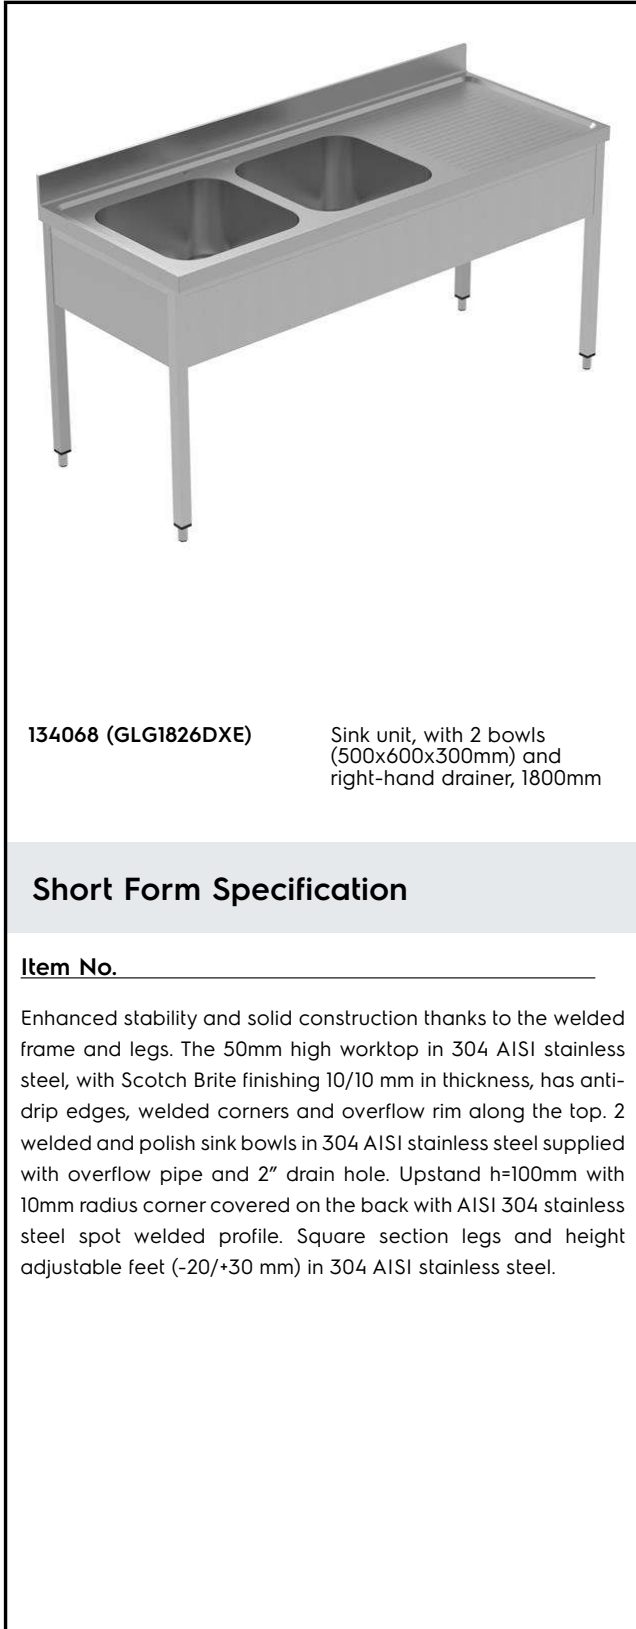 134068 (GLG1826DXE)
Sink unit, with 2 bowls
(500x600x300mm) and
right-hand drainer, 1800mm
Short Form Specification
Item No.
Enhanced stability and solid construction thanks to the welded
frame and legs. The 50mm high worktop in 304 AISI stainless
steel, with Scotch Brite finishing 10/10 mm in thickness, has anti-
drip edges, welded corners and overflow rim along the top. 2
welded and polish sink bowls in 304 AISI stainless steel supplied
with overflow pipe and 2” drain hole. Upstand h=100mm with
10mm radius corner covered on the back with AISI 304 stainless
steel spot welded profile. Square section legs and height
adjustable feet (-20/+30 mm) in 304 AISI stainless steel.